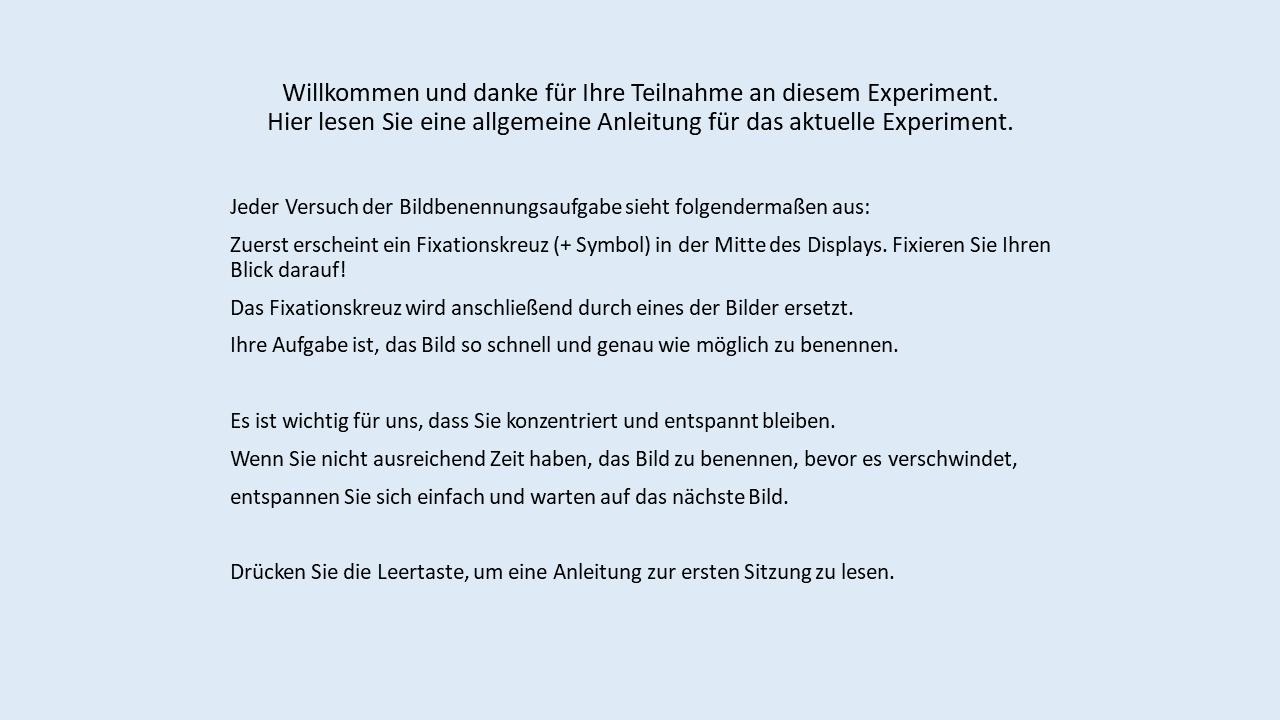 Willkommen und danke für Ihre Teilnahme an diesem Experiment.
Hier lesen Sie eine allgemeine Anleitung für das aktuelle Experiment.
Jeder Versuch der Bildbenennungsaufgabe sieht folgendermaßen aus:
Zuerst erscheint ein Fixationskreuz (+ Symbol) in der Mitte des Displays. Fixieren Sie Ihren
Blick darauf!
Das Fixationskreuz wird anschließend durch eines der Bilder ersetzt.
Ihre Aufgabe ist, das Bild so schnell und genau wie möglich zu benennen.
Es ist wichtig für uns, dass Sie konzentriert und entspannt bleiben.
Wenn Sie nicht ausreichend Zeit haben, das Bild zu benennen, bevor es verschwindet,
entspannen Sie sich einfach und warten auf das nächste Bild.
Drücken Sie die Leertaste, um eine Anleitung zur ersten Sitzung zu lesen.